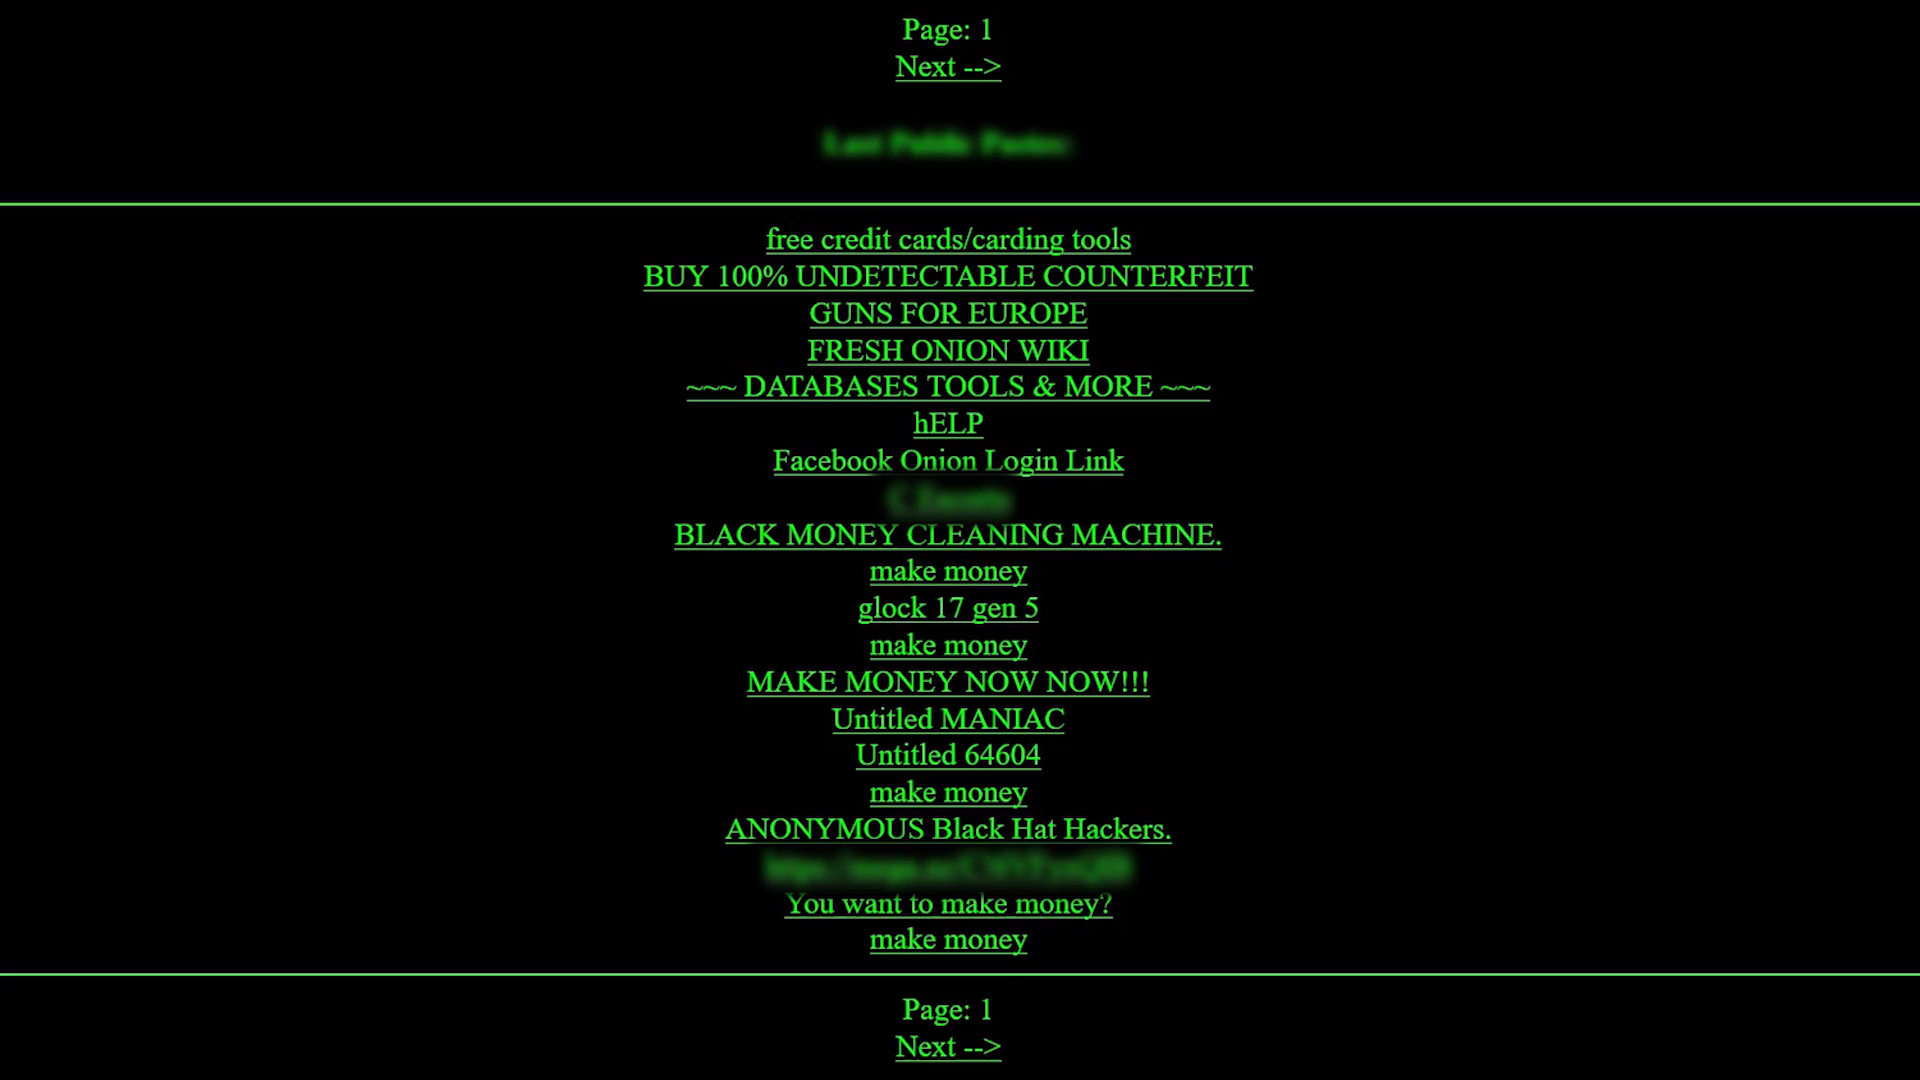 Page: 1
Next -->
Last Public Pastes:
free credit cards/carding tools
BUY 100% UNDETECTABLE COUNTERFEIT
GUNS FOR EUROPE
FRESH ONION WIKI
~~~ DATABASES TOOLS & MORE ~~~
hELP
Facebook Onion Login Link
BLACK MONEY CLEANING MACHINE.
make money
glock 17 gen 5
make money
MAKE MONEY NOW NOW!!!
Untitled MANIAC
Untitled 64604
make money
ANONYMOUS Black Hat Hackers.
You want to make money?
make money
Page: 1
Next -->